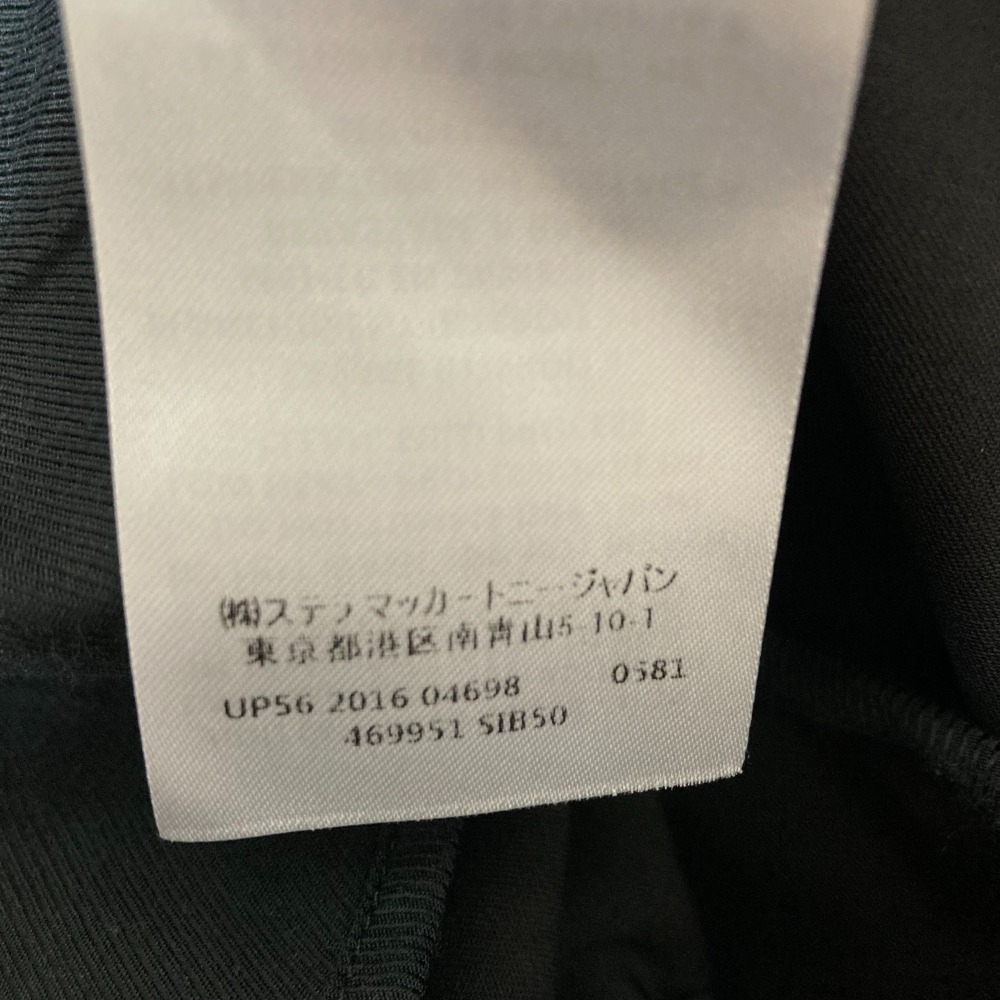 ㈱ステラマッカートニージャパン
東京都港区南青山5-10-1
UP56 2016 04698 0581
469951 SIB50